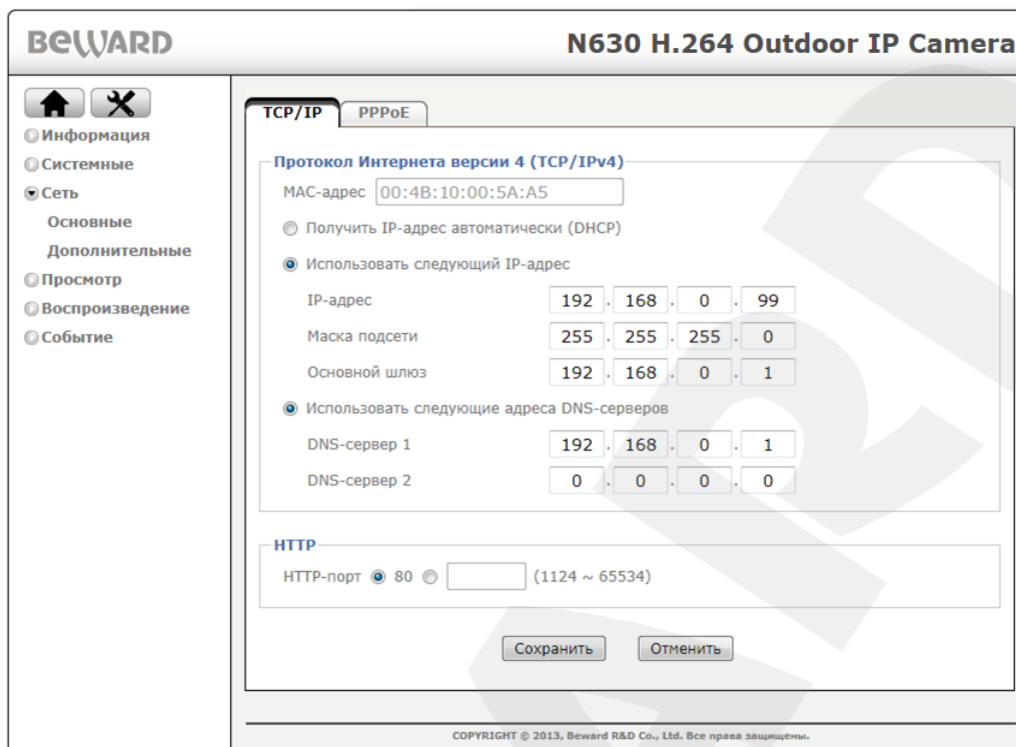 BEWARD
N630 H.264 Outdoor IP Camera
Информация
Системные
Сеть
Основные
Дополнительные
Просмотр
Воспроизведение
Событие
TCP/IP PPPoE
Протокол Интернета версии 4 (TCP/IPv4)
MAC-адрес 00:4B:10:00:5A:A5
Получить IP-адрес автоматически (DHCP)
Использовать следующий IP-адрес
IP-адрес 192 . 168 . 0 . 99
Маска подсети 255 . 255 . 255 . 0
Основной шлюз 192 . 168 . 0 . 1
Использовать следующие адреса DNS-серверов
DNS-сервер 1 192 . 168 . 0 . 1
DNS-сервер 2 0 . 0 . 0 . 0
HTTP
HTTP-порт 80 (1124 ~ 65534)
Сохранить Отменить
COPYRIGHT © 2013, Beward R&D Co., Ltd. Все права защищены.